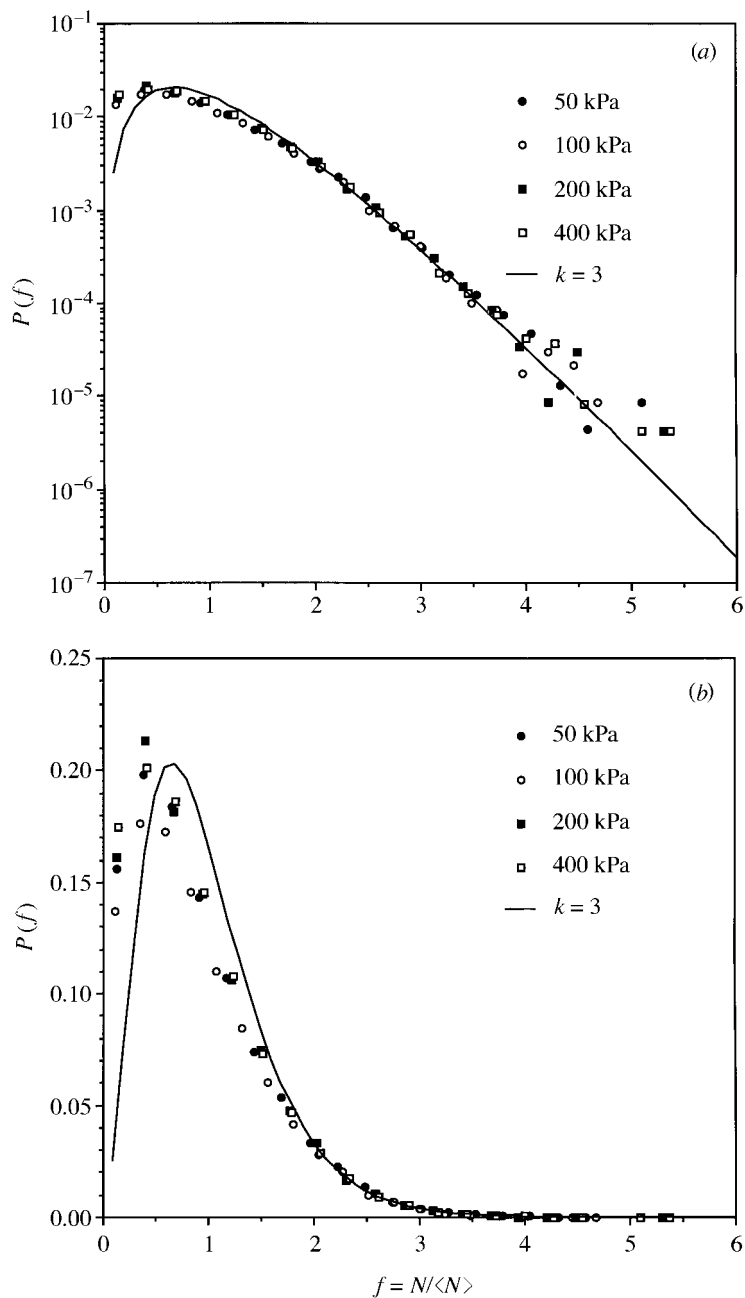 (a)
10⁻¹
10⁻²
10⁻³
10⁻⁴
10⁻⁵
10⁻⁶
10⁻⁷
P(f)
50 kPa
100 kPa
200 kPa
400 kPa
k = 3
0 1 2 3 4 5 6
(b)
0.25
0.20
0.15
0.10
0.05
0.00
P(f)
50 kPa
100 kPa
200 kPa
400 kPa
k = 3
0 1 2 3 4 5 6
f = N/<N>